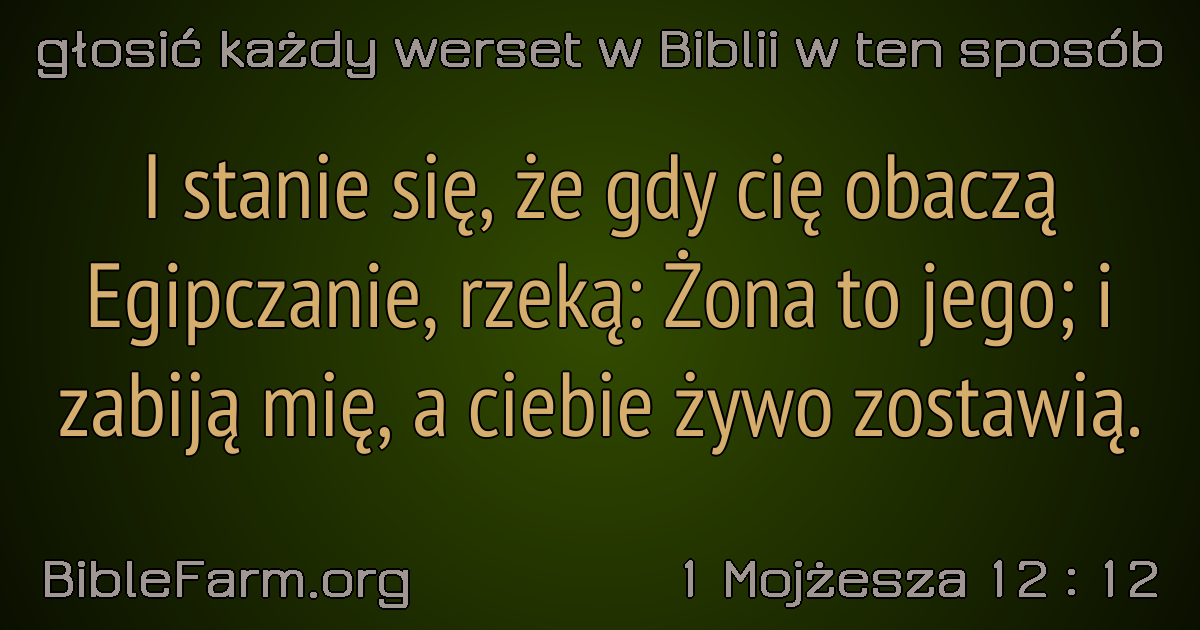 głosić każdy werset w Biblii w ten sposób
I stanie się, że gdy cię obaczą
Egipczanie, rzeką: Żona to jego; i
zabiją mię, a ciebie żywo zostawią.
BibleFarm.org
1 Mojżesza 12 : 12